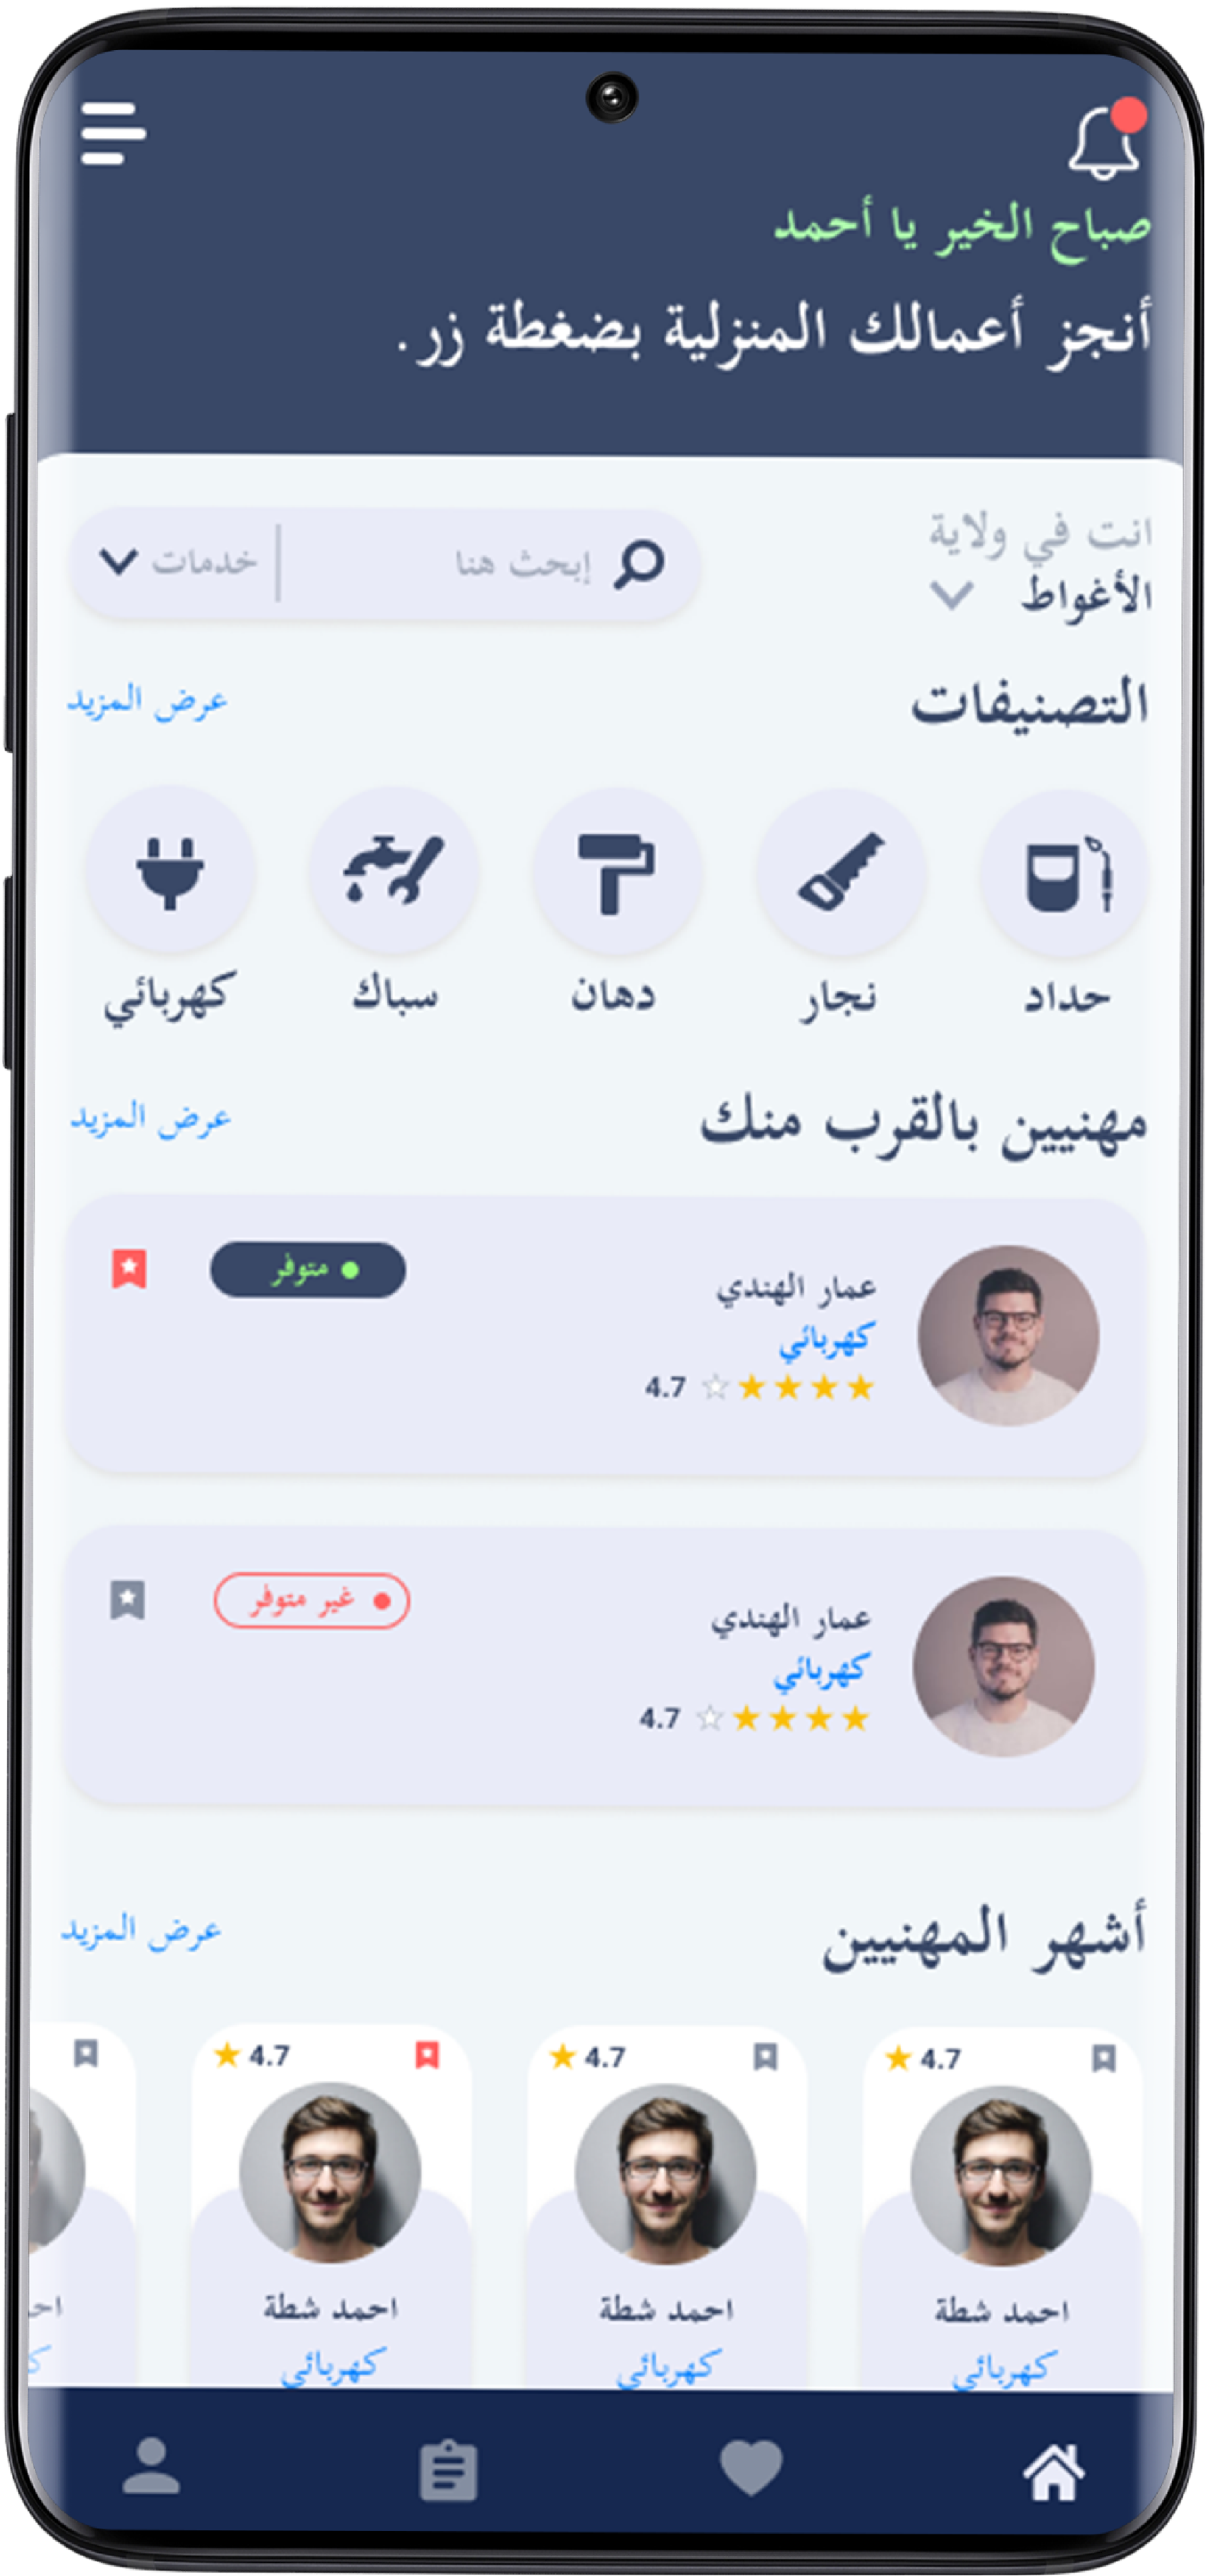 صباح الخير يا أحمد
أنجز أعمالك المنزلية بضغطة زر.
انت في ولاية
الأغواط
إبحث هنا
خدمات
التصنيفات
عرض المزيد
حداد
نجار
دهان
سباك
كهربائي
مهنيين بالقرب منك
عرض المزيد
عمار الهندي
متوفر
كهربائي
4.7
عمار الهندي
غير متوفر
كهربائي
4.7
أشهر المهنيين
عرض المزيد
4.7
4.7
4.7
احمد شطة
احمد شطة
احمد شطة
كهربائي
كهربائي
كهربائي